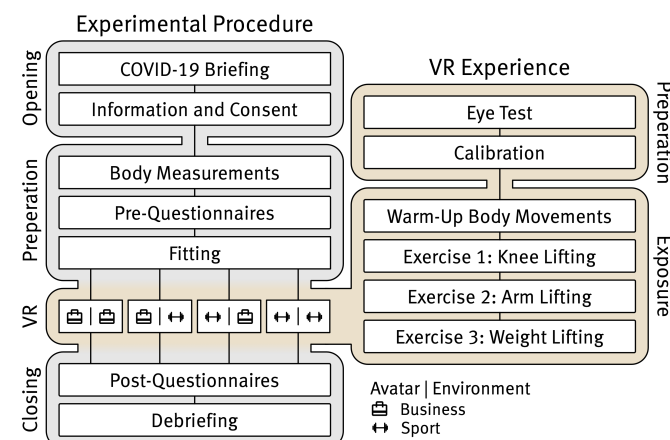 Experimental Procedure
Opening
COVID-19 Briefing
Information and Consent
Preperation
Body Measurements
Pre-Questionnaires
Fitting
VR
Closing
Post-Questionnaires
Debriefing
VR Experience
Preperation
Eye Test
Calibration
Exposure
Warm-Up Body Movements
Exercise 1: Knee Lifting
Exercise 2: Arm Lifting
Exercise 3: Weight Lifting
Avatar | Environment
Business
Sport